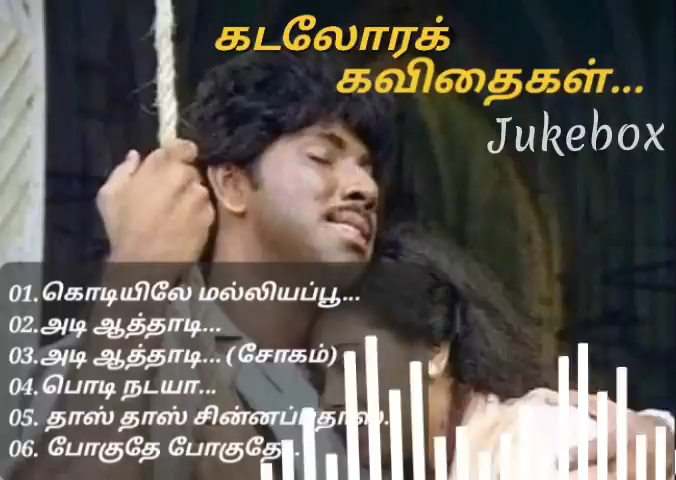 கடலோரக்
கவிதைகள்...
Jukebox
01.கொடியிலே மல்லியப்பூ...
02.அடி ஆத்தாடி...
03.அடி ஆத்தாடி... (சோகம்)
04.பொடி நடயா...
05. தாஸ் தாஸ் சின்னப்பதாஸ்.
06. போகுதே போகுதே...